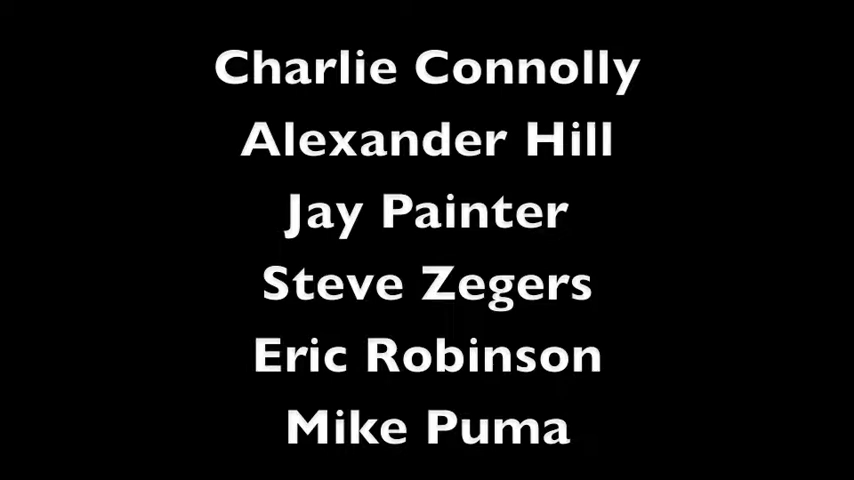 Charlie Connolly
Alexander Hill
Jay Painter
Steve Zegers
Eric Robinson
Mike Puma